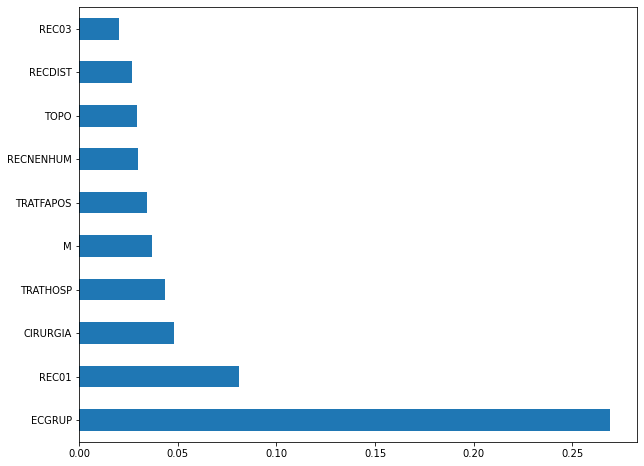 REC03
RECDIST
TOPO
RECNENHUM
TRATFAPOS
M
TRATHOSP
CIRURGIA
REC01
ECGRUP
0.00 0.05 0.10 0.15 0.20 0.25